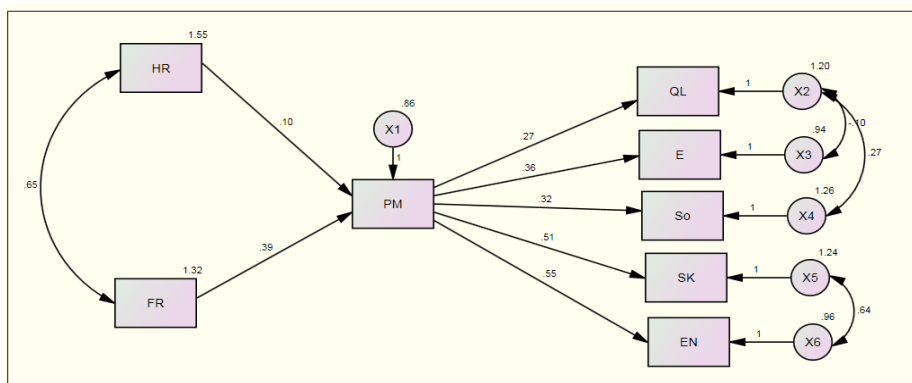 1.55
HR
.65
1.32
FR
.10
.39
.86
X1
1
PM
.27
.36
.32
.51
.55
QL
1
1.20
X2
E
1
.94
X3
-.10
.27
So
1
1.26
X4
SK
1
1.24
X5
.64
EN
1
.96
X6